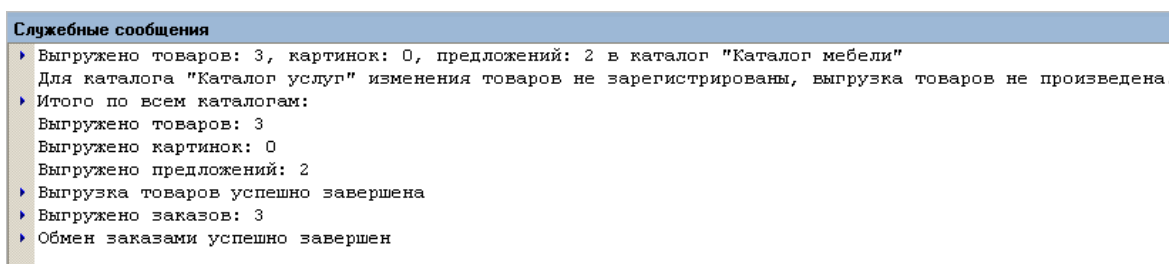 Служебные сообщения
Выгружено товаров: 3, картинок: 0, предложений: 2 в каталог "Каталог мебели"
Для каталога "Каталог услуг" изменения товаров не зарегистрированы, выгрузка товаров не произведена.
Итого по всем каталогам:
Выгружено товаров: 3
Выгружено картинок: 0
Выгружено предложений: 2
Выгрузка товаров успешно завершена
Выгружено заказов: 3
Обмен заказами успешно завершен